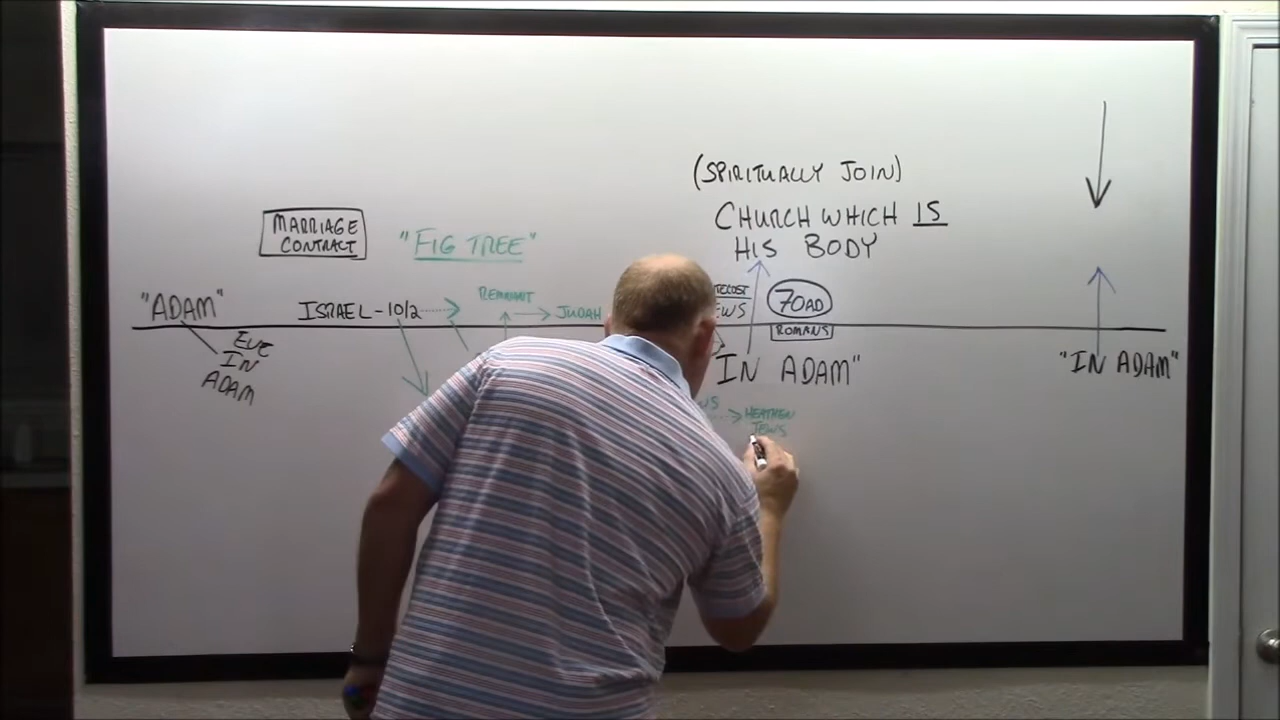 (SPIRITUALLY JOIN)
CHURCH WHICH IS
HIS BODY
MARRIAGE
CONTRACT
"FIG TREE"
"ADAM"
EVE
IN
ADAM
ISRAEL - 10/2
REMNANT
JUDAH
70AD
ROMANS
IN ADAM"
HEATHEN
JEWS
"IN ADAM"